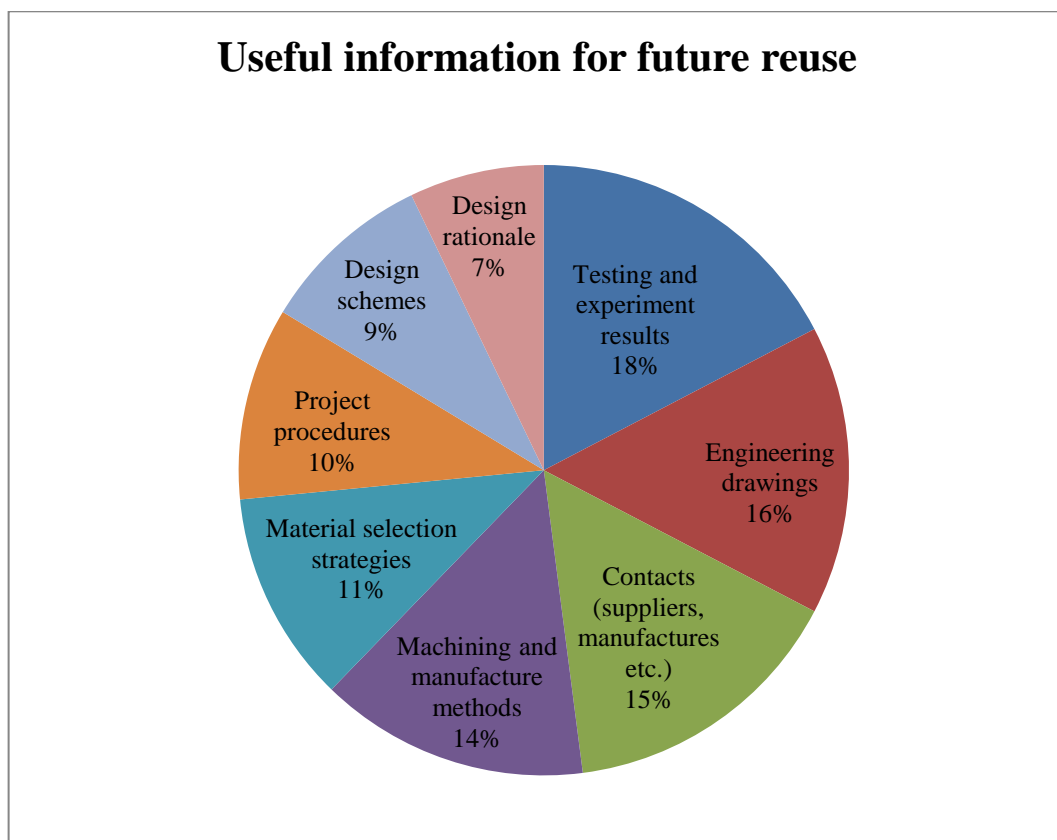 Useful information for future reuse
Design
rationale
7%
Testing and
experiment
results
18%
Design
schemes
9%
Project
procedures
10%
Engineering
drawings
16%
Material selection
strategies
11%
Contacts
(suppliers,
manufactures
etc.)
15%
Machining and
manufacture
methods
14%